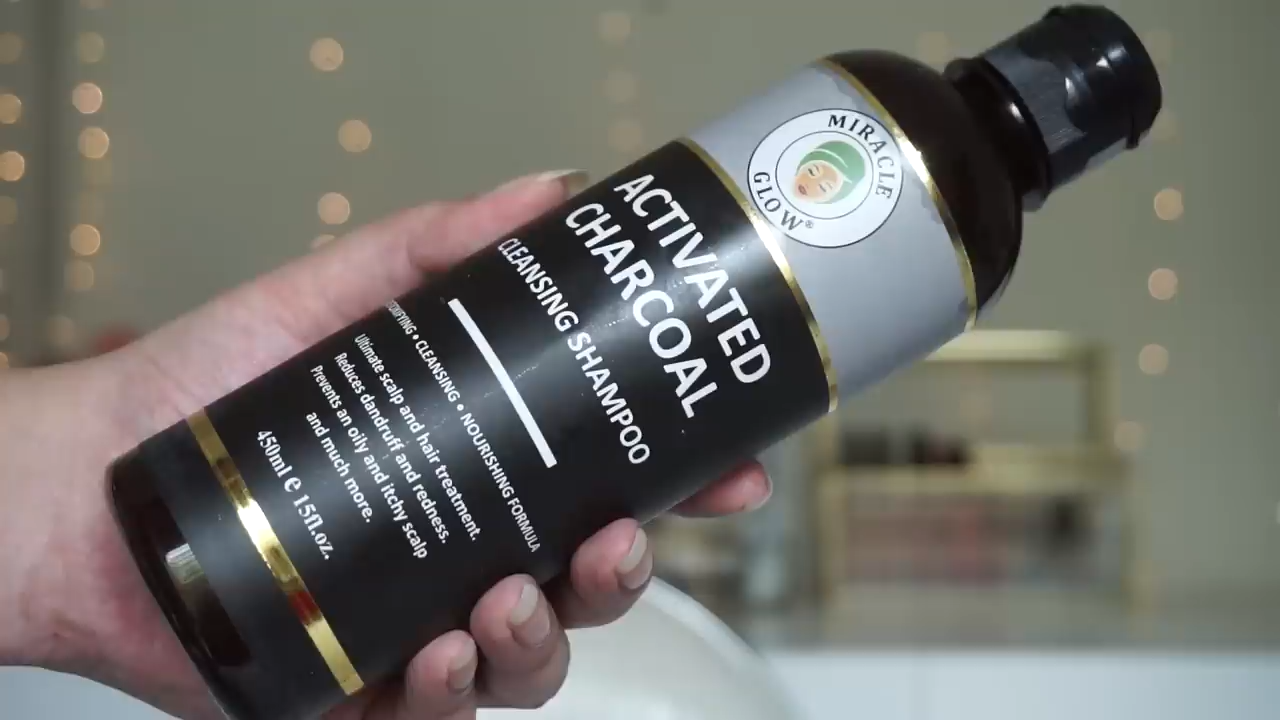 MIRACLE
GLOW®
ACTIVATED
CHARCOAL
CLEANSING SHAMPOO
• CLEANSING • NOURISHING FORMULA
Ultimate scalp and hair treatment.
Reduces dandruff and redness.
Prevents an oily and itchy scalp
and much more.
450ml e 15fl.oz.